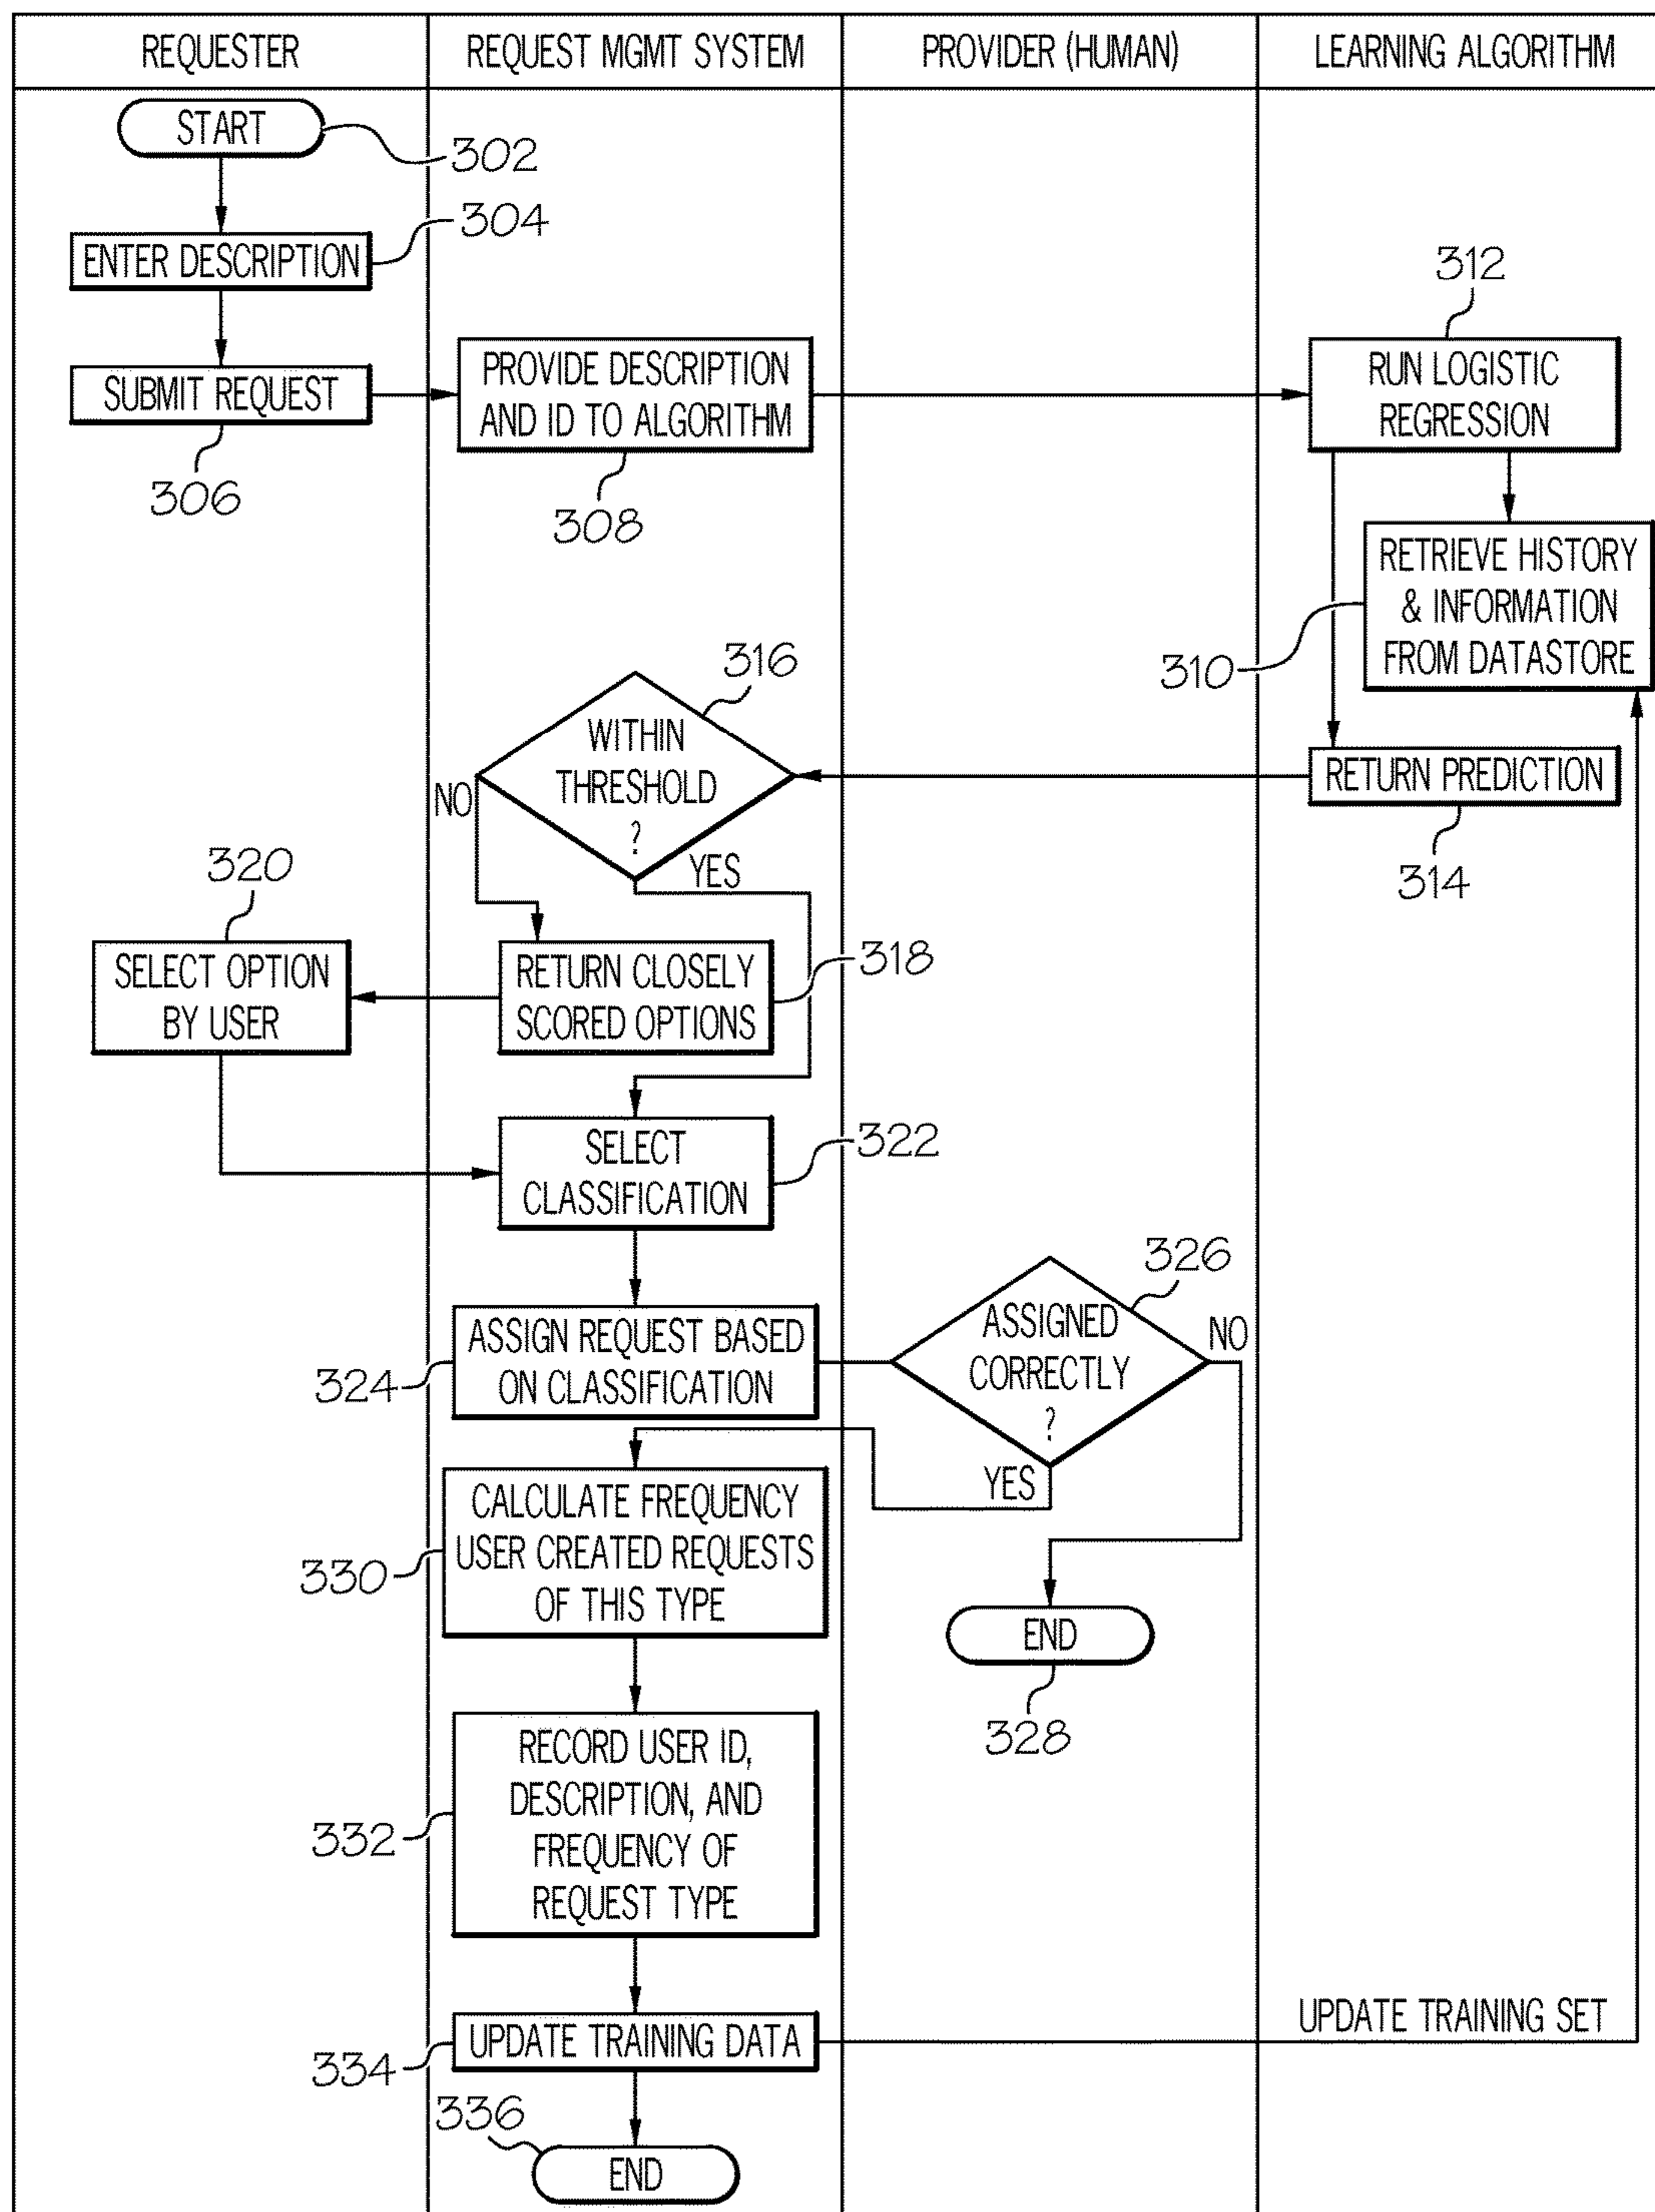 REQUESTER
REQUEST MGMT SYSTEM
PROVIDER (HUMAN)
LEARNING ALGORITHM
START
302
ENTER DESCRIPTION
304
SUBMIT REQUEST
306
PROVIDE DESCRIPTION
AND ID TO ALGORITHM
308
312
RUN LOGISTIC
REGRESSION
RETRIEVE HISTORY
& INFORMATION
FROM DATASTORE
310
RETURN PREDICTION
314
316
WITHIN
THRESHOLD
?
NO
YES
RETURN CLOSELY
SCORED OPTIONS
318
320
SELECT OPTION
BY USER
SELECT
CLASSIFICATION
322
ASSIGN REQUEST BASED
ON CLASSIFICATION
324
326
ASSIGNED
CORRECTLY
?
NO
YES
END
328
CALCULATE FREQUENCY
USER CREATED REQUESTS
OF THIS TYPE
330
RECORD USER ID,
DESCRIPTION, AND
FREQUENCY OF
REQUEST TYPE
332
UPDATE TRAINING DATA
334
UPDATE TRAINING SET
336
END